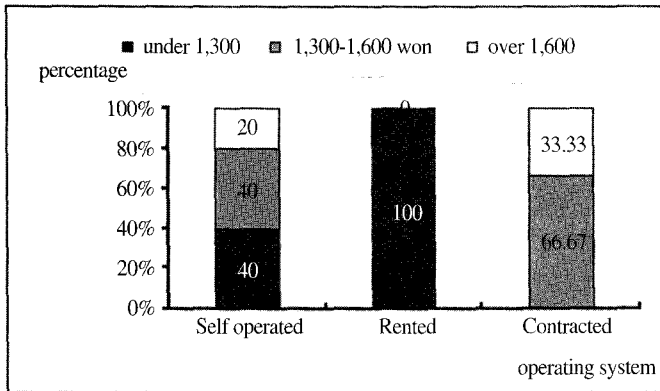 under 1,300 1,300-1,600 won over 1,600
percentage
100% 0
20 33.33
80%
60% 40
100
40%
66.67
20% 40
0%
Self operated Rented Contracted
operating system